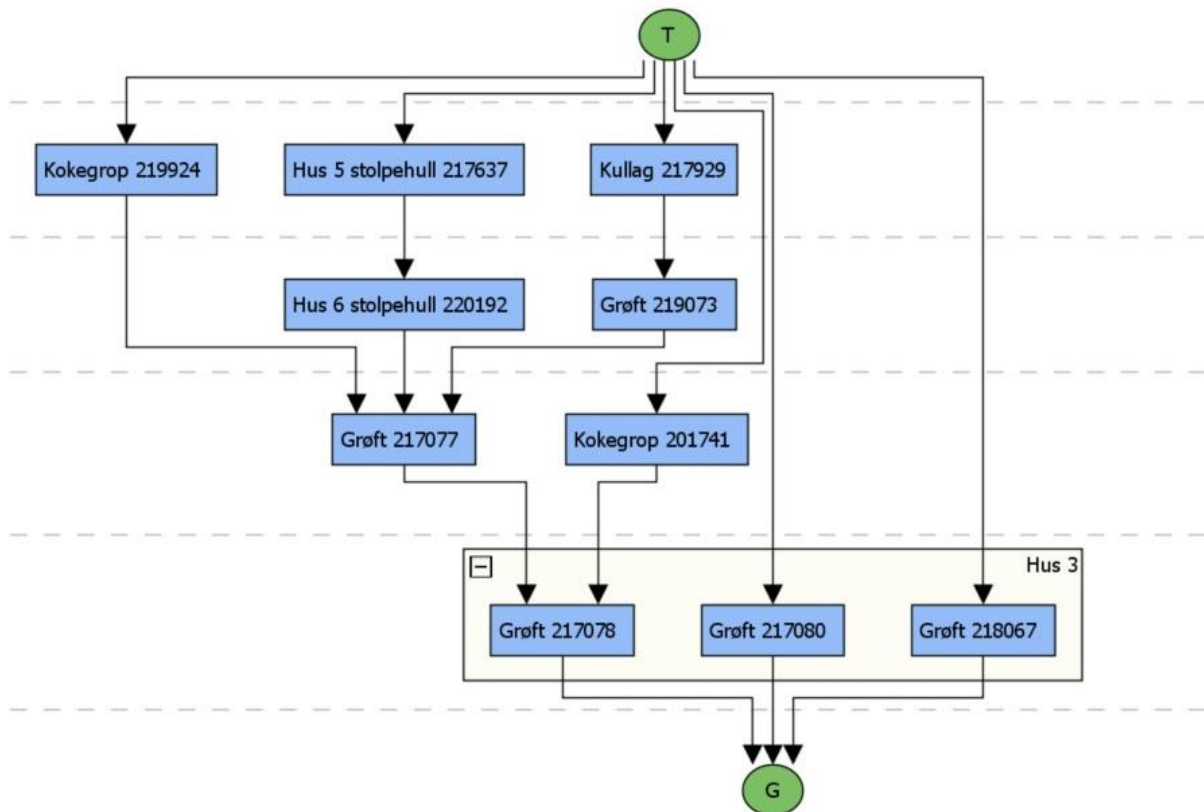 T
Kokegrop 219924
Hus 5 stolpehull 217637
Kullag 217929
Hus 6 stolpehull 220192
Grøft 219073
Grøft 217077
Kokegrop 201741
Hus 3
Grøft 217078
Grøft 217080
Grøft 218067
G